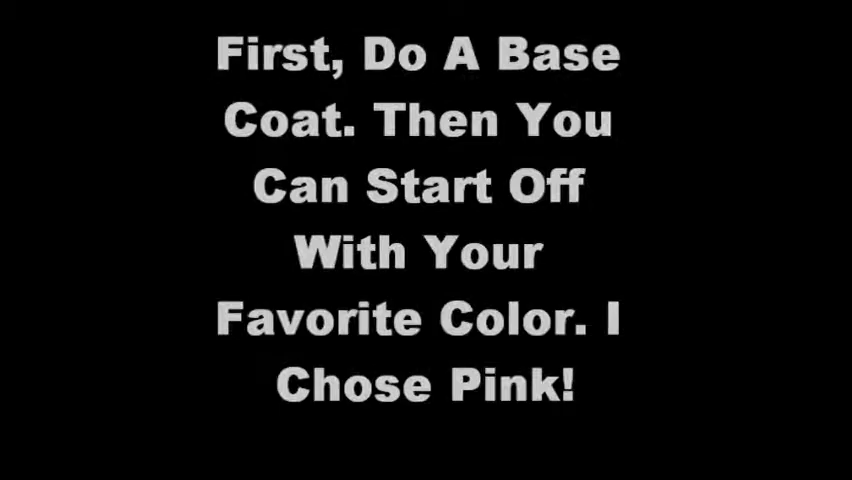 First, Do A Base
Coat. Then You
Can Start Off
With Your
Favorite Color. I
Chose Pink!